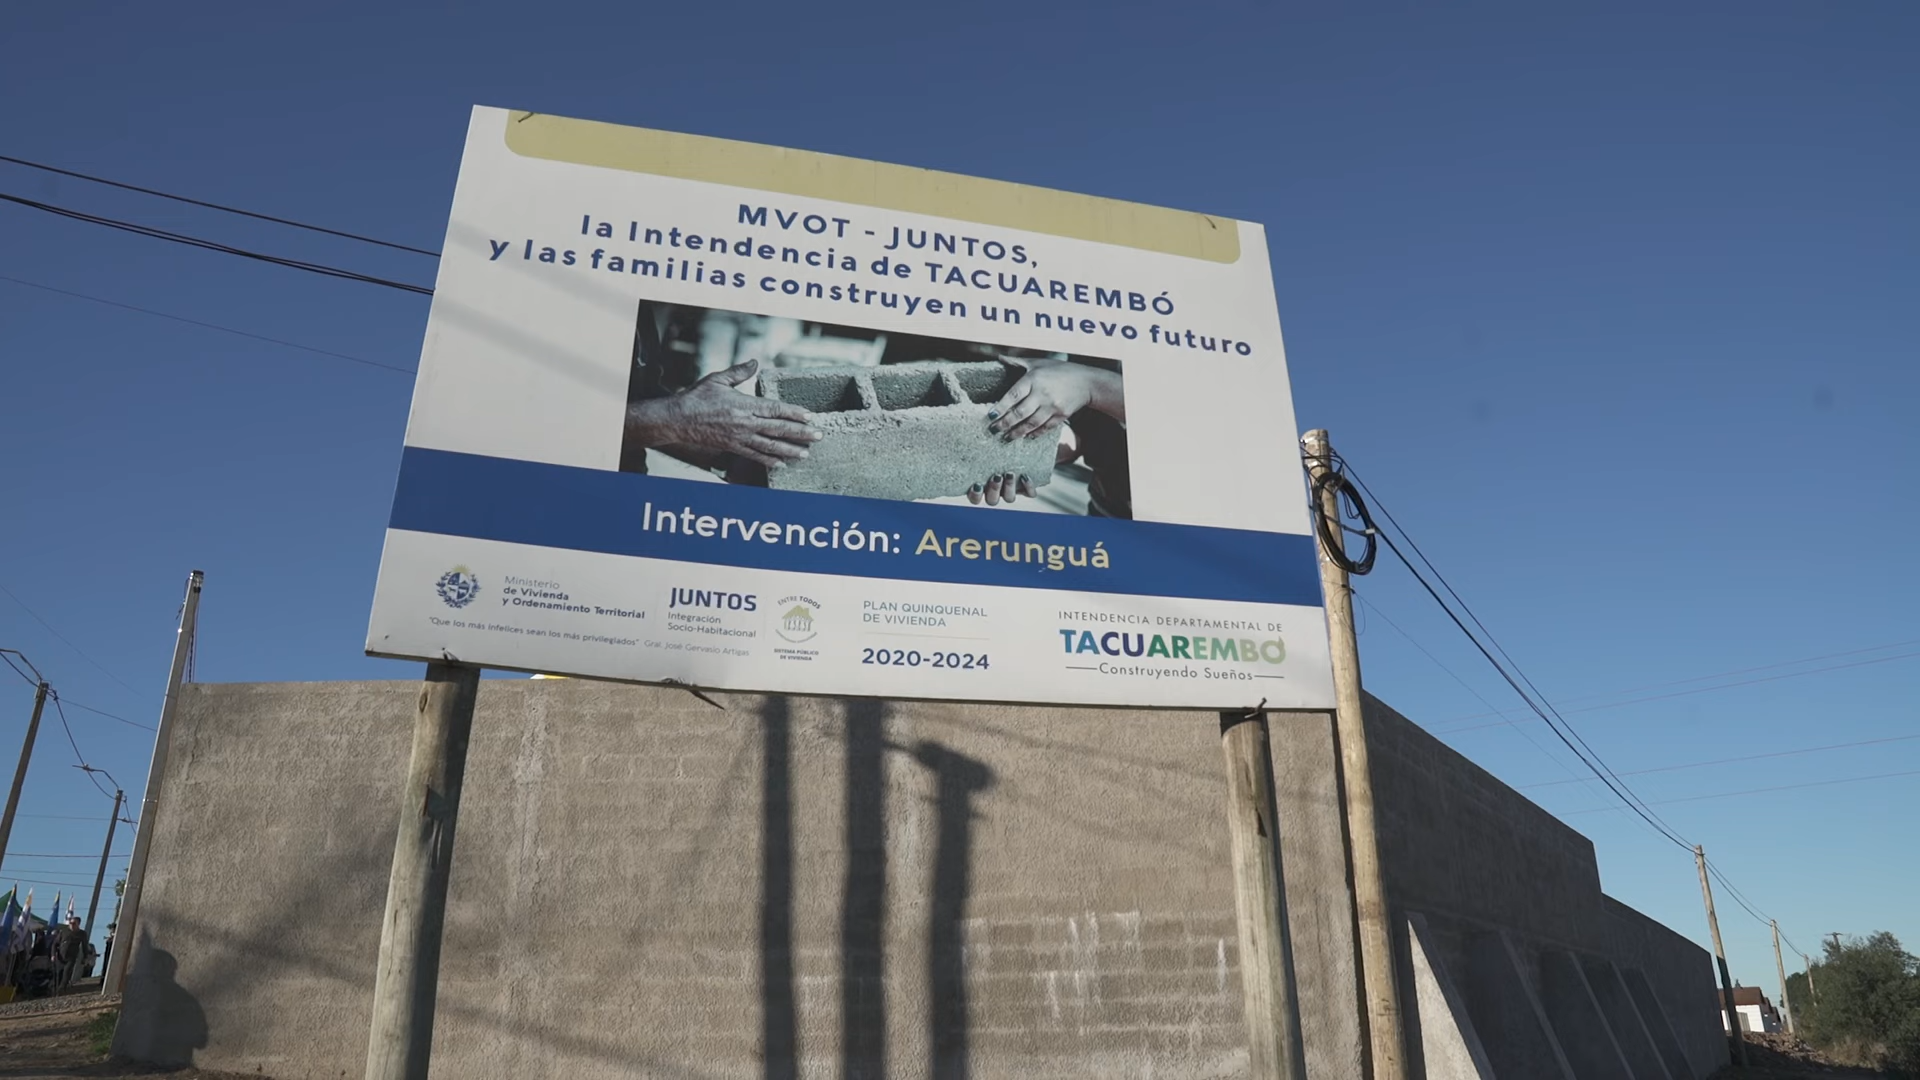 MVOT - JUNTOS,
la Intendencia de TACUAREMBÓ
y las familias construyen un nuevo futuro
Intervención: Arerunguá
Ministerio
de Vivienda
y Ordenamiento Territorial
"Que los más infelices sean los más privilegiados" Gral. José Gervasio Artigas
JUNTOS
Integración
Socio-Habitacional
ENTRE TODOS
SISTEMA PÚBLICO
DE VIVIENDA
PLAN QUINQUENAL
DE VIVIENDA
2020-2024
INTENDENCIA DEPARTAMENTAL DE
TACUAREMBÓ
Construyendo Sueños